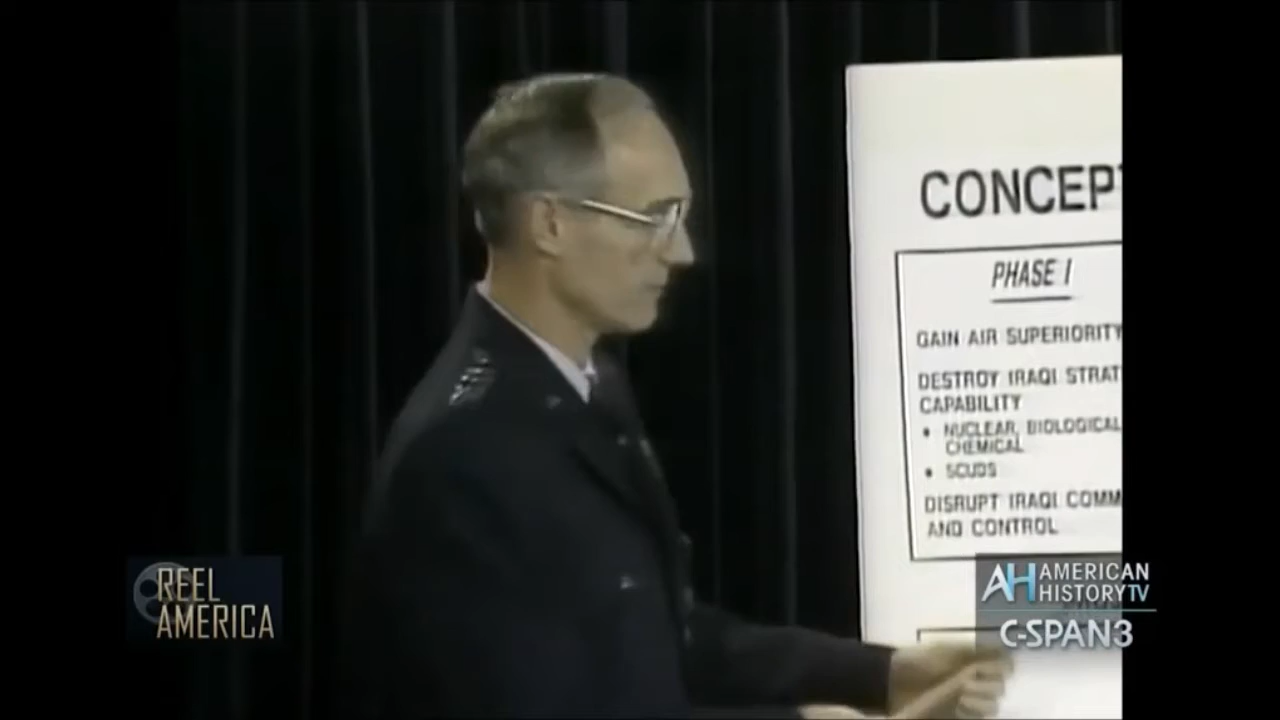 CONCEP
PHASE I
GAIN AIR SUPERIORITY
DESTROY IRAQI STRAT
CAPABILITY
• NUCLEAR, BIOLOGICAL
CHEMICAL
• SCUDS
DISRUPT IRAQI COMM
AND CONTROL
REEL
AMERICA
AH AMERICAN
HISTORY TV
C-SPAN3